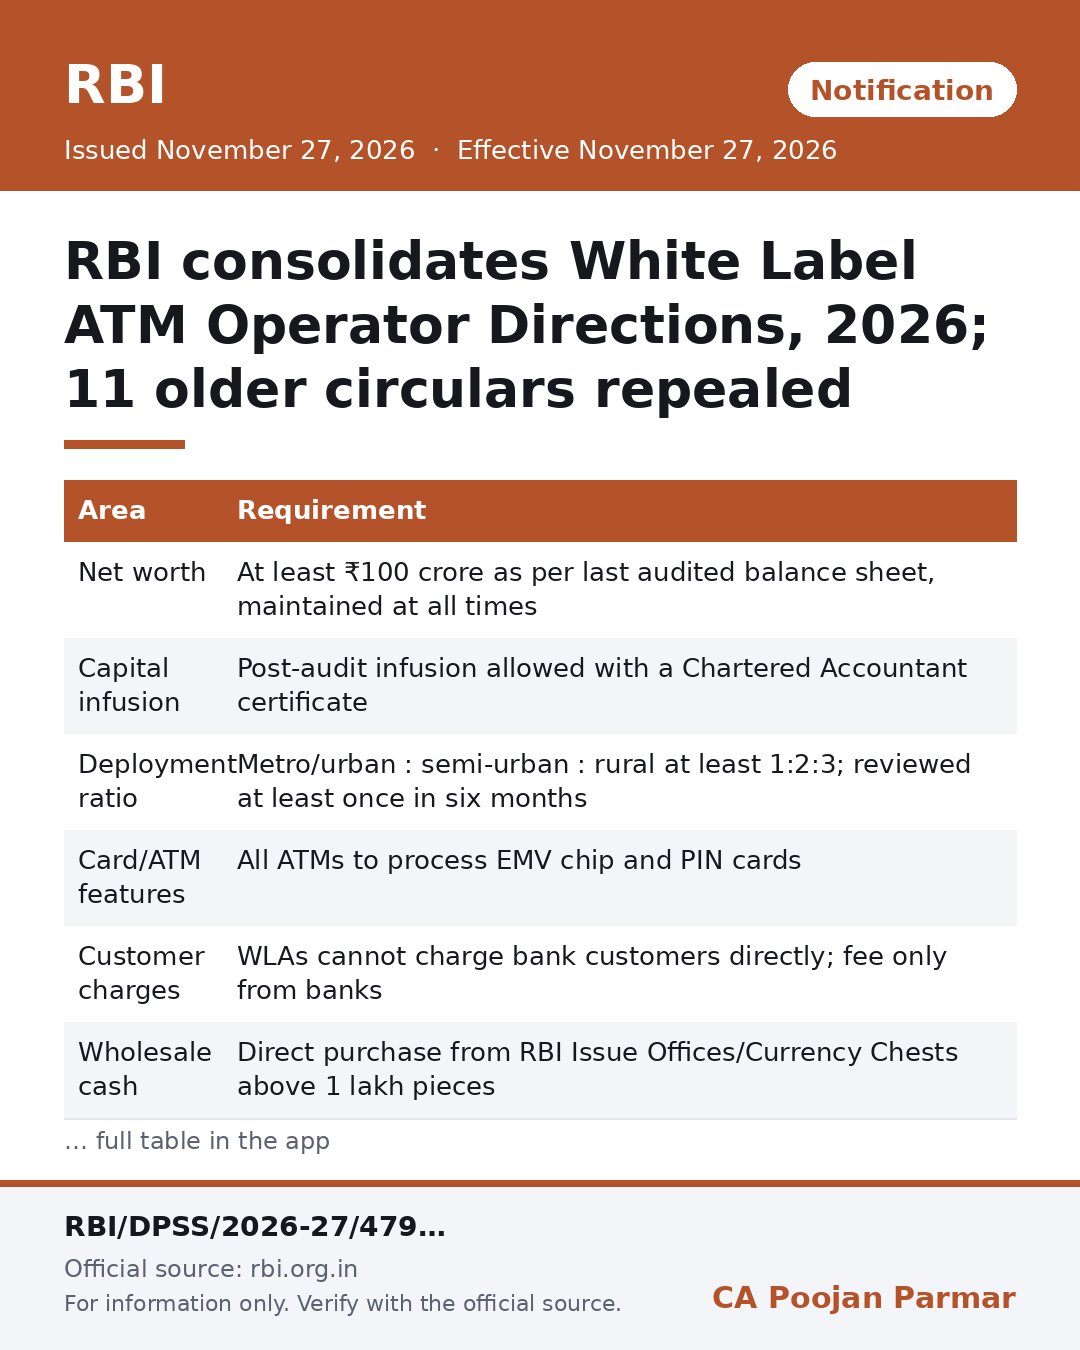 RBI
Notification
Issued November 27, 2026 · Effective November 27, 2026
RBI consolidates White Label
ATM Operator Directions, 2026;
11 older circulars repealed
Area Requirement
Net worth At least ₹100 crore as per last audited balance sheet,
maintained at all times
Capital Post-audit infusion allowed with a Chartered Accountant
infusion certificate
Deployment Metro/urban : semi-urban : rural at least 1:2:3; reviewed
ratio at least once in six months
Card/ATM All ATMs to process EMV chip and PIN cards
features
Customer WLAs cannot charge bank customers directly; fee only
charges from banks
Wholesale Direct purchase from RBI Issue Offices/Currency Chests
cash above 1 lakh pieces
... full table in the app
RBI/DPSS/2026-27/479...
Official source: rbi.org.in
For information only. Verify with the official source.
CA Poojan Parmar